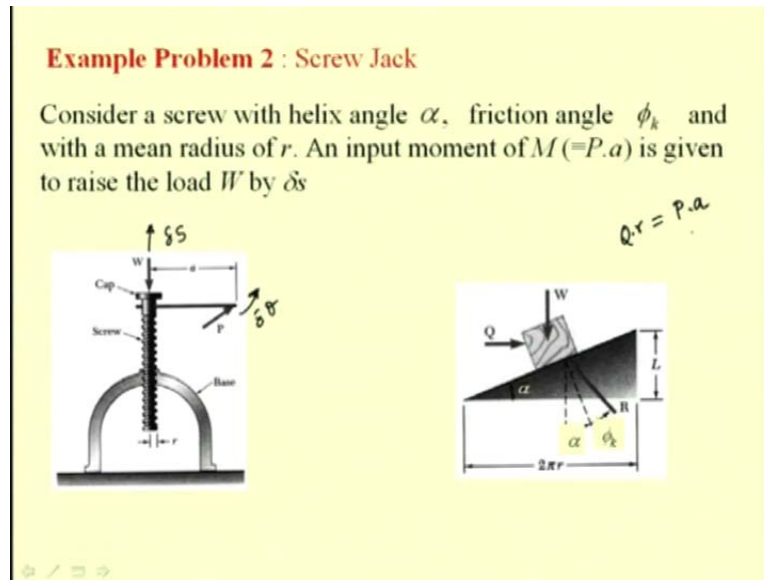 Example Problem 2 : Screw Jack
Consider a screw with helix angle α, friction angle ϕₖ and
with a mean radius of r. An input moment of M (=P.a) is given
to raise the load W by δs
Q.r = P.a
δs
W
a
Cap
δθ
P
Screw
Base
r
W
Q
L
α
R
α ϕₖ
2πr